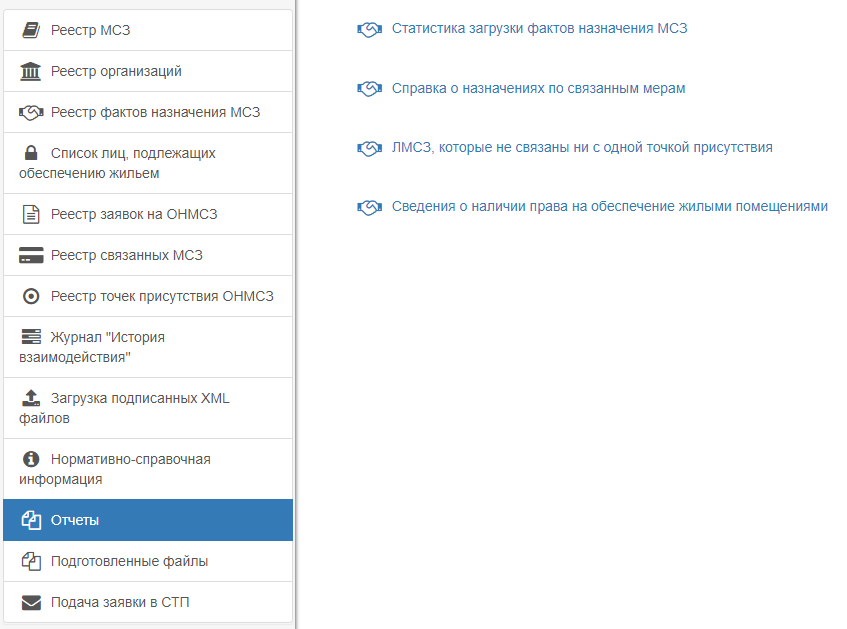 Реестр МСЗ
Реестр организаций
Реестр фактов назначения МСЗ
Список лиц, подлежащих
обеспечению жильем
Реестр заявок на ОНМСЗ
Реестр связанных МСЗ
Реестр точек присутствия ОНМСЗ
Журнал "История
взаимодействия"
Загрузка подписанных XML
файлов
Нормативно-справочная
информация
Отчеты
Подготовленные файлы
Подача заявки в СТП
Статистика загрузки фактов назначения МСЗ
Справка о назначениях по связанным мерам
ЛМСЗ, которые не связаны ни с одной точкой присутствия
Сведения о наличии права на обеспечение жилыми помещениями